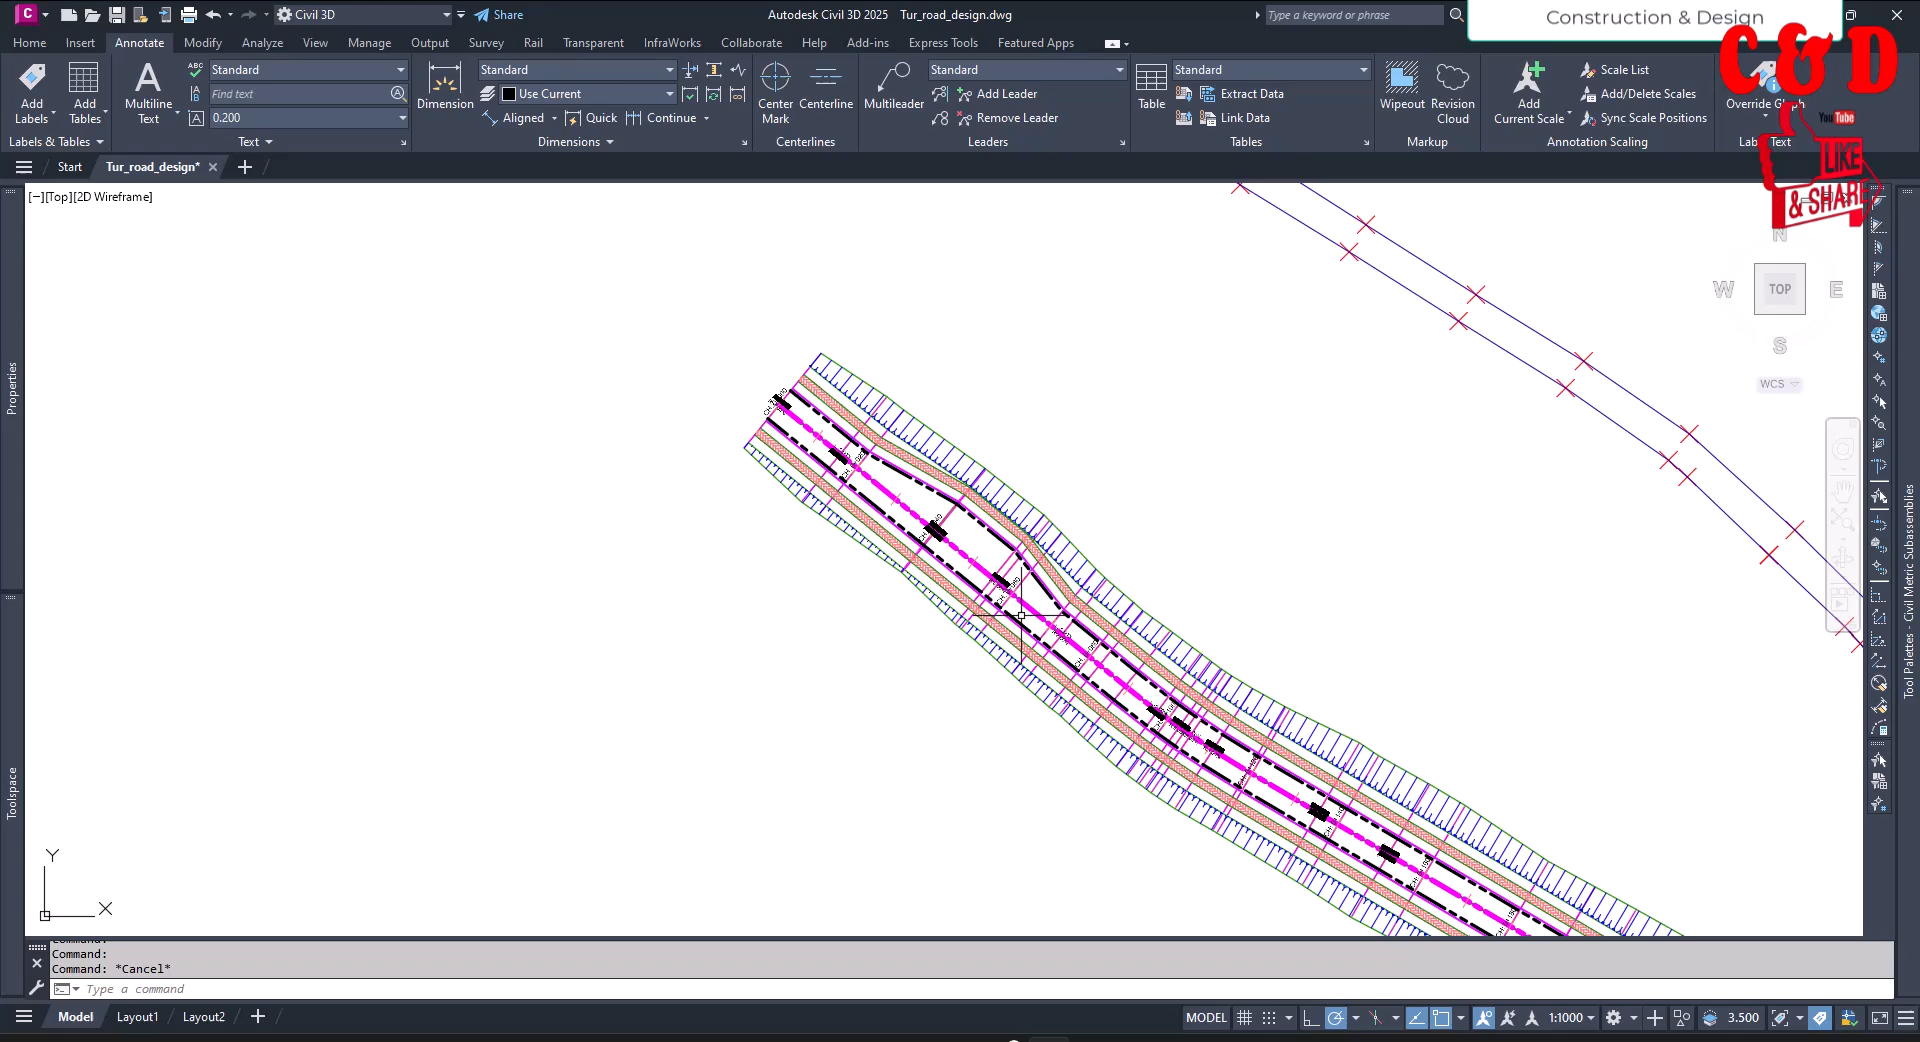 Civil 3D
Share
Autodesk Civil 3D 2025 Tur_road_design.dwg
Type a keyword or phrase
Construction & Design
C & D
Home Insert Annotate Modify Analyze View Manage Output Survey Rail Transparent InfraWorks Collaborate Help Add-ins Express Tools Featured Apps
Add Labels
Add Tables
Labels & Tables
Multiline Text
Standard
Find text
0.200
Text
Dimension
Standard
Use Current
Aligned Quick Continue
Dimensions
Center Mark
Centerline
Centerlines
Multileader
Standard
Add Leader
Remove Leader
Leaders
Table
Standard
Extract Data
Link Data
Tables
Wipeout
Revision Cloud
Markup
Add Current Scale
Scale List
Add/Delete Scales
Sync Scale Positions
Annotation Scaling
You Tube
LIKE
& SHARE
Start Tur_road_design*
[−][Top][2D Wireframe]
N
W TOP E
S
WCS
Properties
Toolspace
Tool Palettes - Civil Metric Subassemblies
Y
X
Command:
Command: *Cancel*
Type a command
Model Layout1 Layout2
MODEL
1:1000
3.500